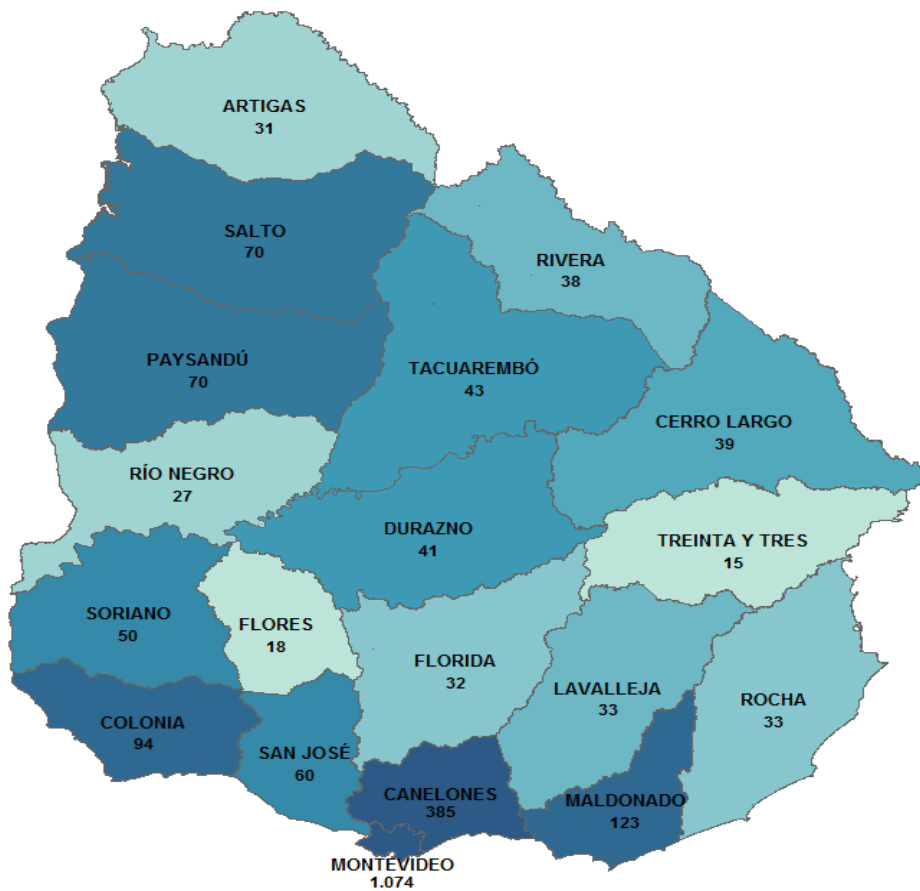 ARTIGAS
31
SALTO
70
RIVERA
38
PAYSANDÚ
70
TACUAREMBÓ
43
CERRO LARGO
39
RÍO NEGRO
27
DURAZNO
41
TREINTA Y TRES
15
SORIANO
50
FLORES
18
FLORIDA
32
LAVALLEJA
33
ROCHA
33
COLONIA
94
SAN JOSÉ
60
CANELONES
385
MALDONADO
123
MONTEVIDEO
1.074